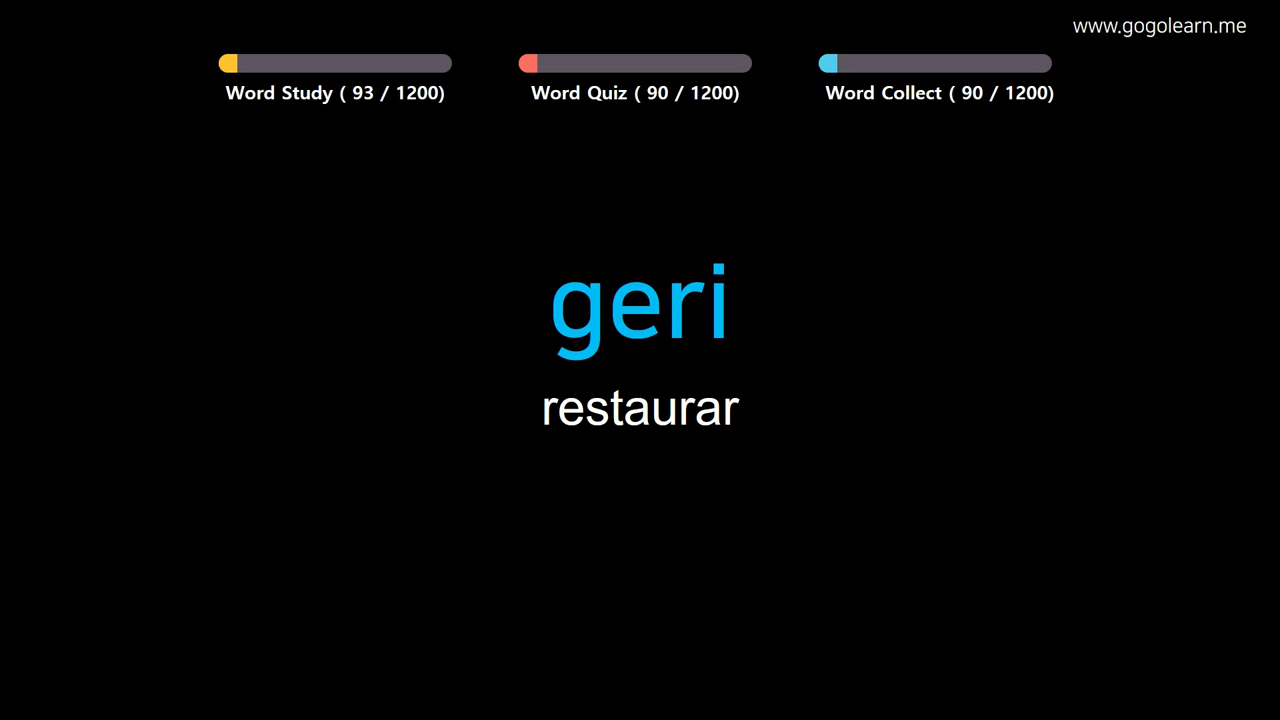 www.gogolearn.me
Word Study ( 93 / 1200)
Word Quiz ( 90 / 1200)
Word Collect ( 90 / 1200)
geri
restaurar